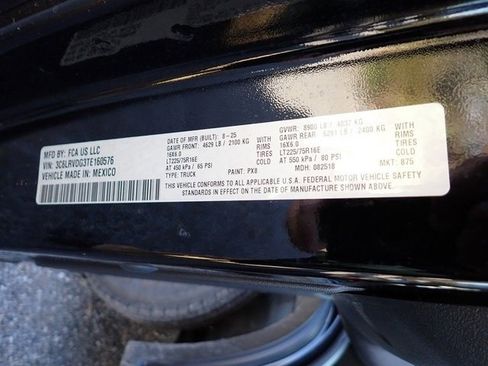 MFD BY: FCA US LLC
VIN: 3C6LRVDG3TE160576
VEHICLE MADE IN: MEXICO
DATE OF MFR (BUILT): 8-25
GAWR FRONT: 4629 LB / 2100 KG
16X6.0 RIMS
LT225/75R16E TIRES
AT 450 kPa / 65 PSI COLD
TYPE: TRUCK PAINT: PX8
GVWR: 8900 LB / 4037 KG
GAWR REAR: 5291 LB / 2400 KG
16X6.0 RIMS
LT225/75R16E
AT 550 kPa / 80 PSI COLD
MDH: 082518 MKT: 875
THIS VEHICLE CONFORMS TO ALL APPLICABLE U.S.A. FEDERAL MOTOR VEHICLE SAFETY
STANDARDS IN EFFECT ON THE DATE OF MANUFACTURE SHOWN ABOVE.